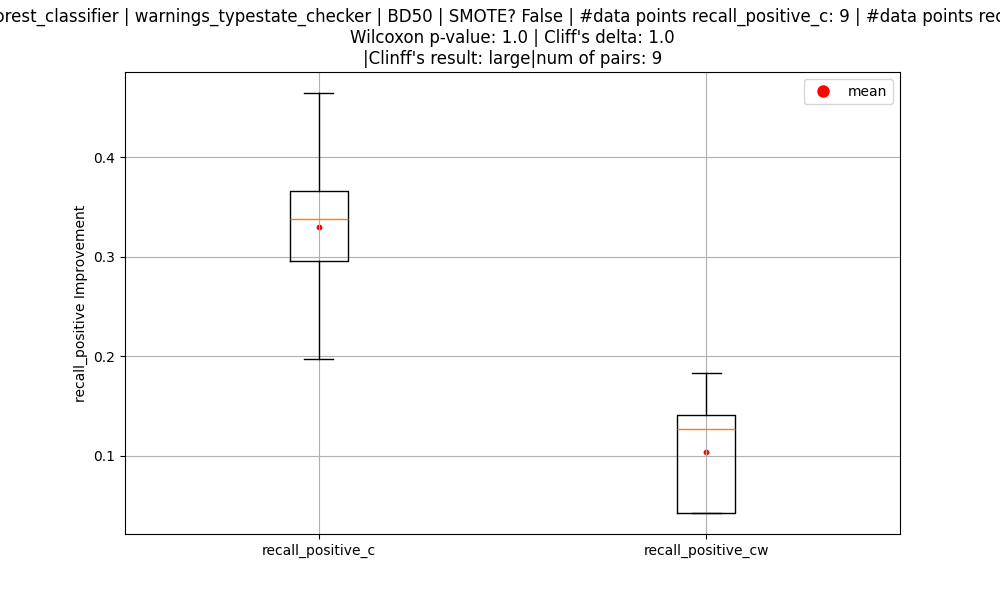 orest_classifier | warnings_typestate_checker | BD50 | SMOTE? False | #data points recall_positive_c: 9 | #data points rec
Wilcoxon p-value: 1.0 | Cliff's delta: 1.0
|Clinff's result: large|num of pairs: 9
mean
0.4
0.3
0.2
0.1
recall_positive Improvement
recall_positive_c
recall_positive_cw